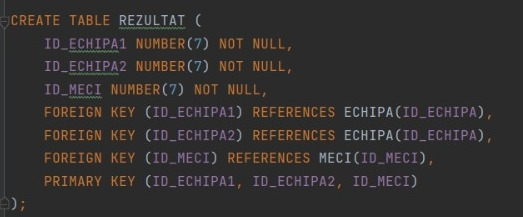 CREATE TABLE REZULTAT (
ID_ECHIPA1 NUMBER(7) NOT NULL,
ID_ECHIPA2 NUMBER(7) NOT NULL,
ID_MECI NUMBER(7) NOT NULL,
FOREIGN KEY (ID_ECHIPA1) REFERENCES ECHIPA(ID_ECHIPA),
FOREIGN KEY (ID_ECHIPA2) REFERENCES ECHIPA(ID_ECHIPA),
FOREIGN KEY (ID_MECI) REFERENCES MECI(ID_MECI),
PRIMARY KEY (ID_ECHIPA1, ID_ECHIPA2, ID_MECI)
);